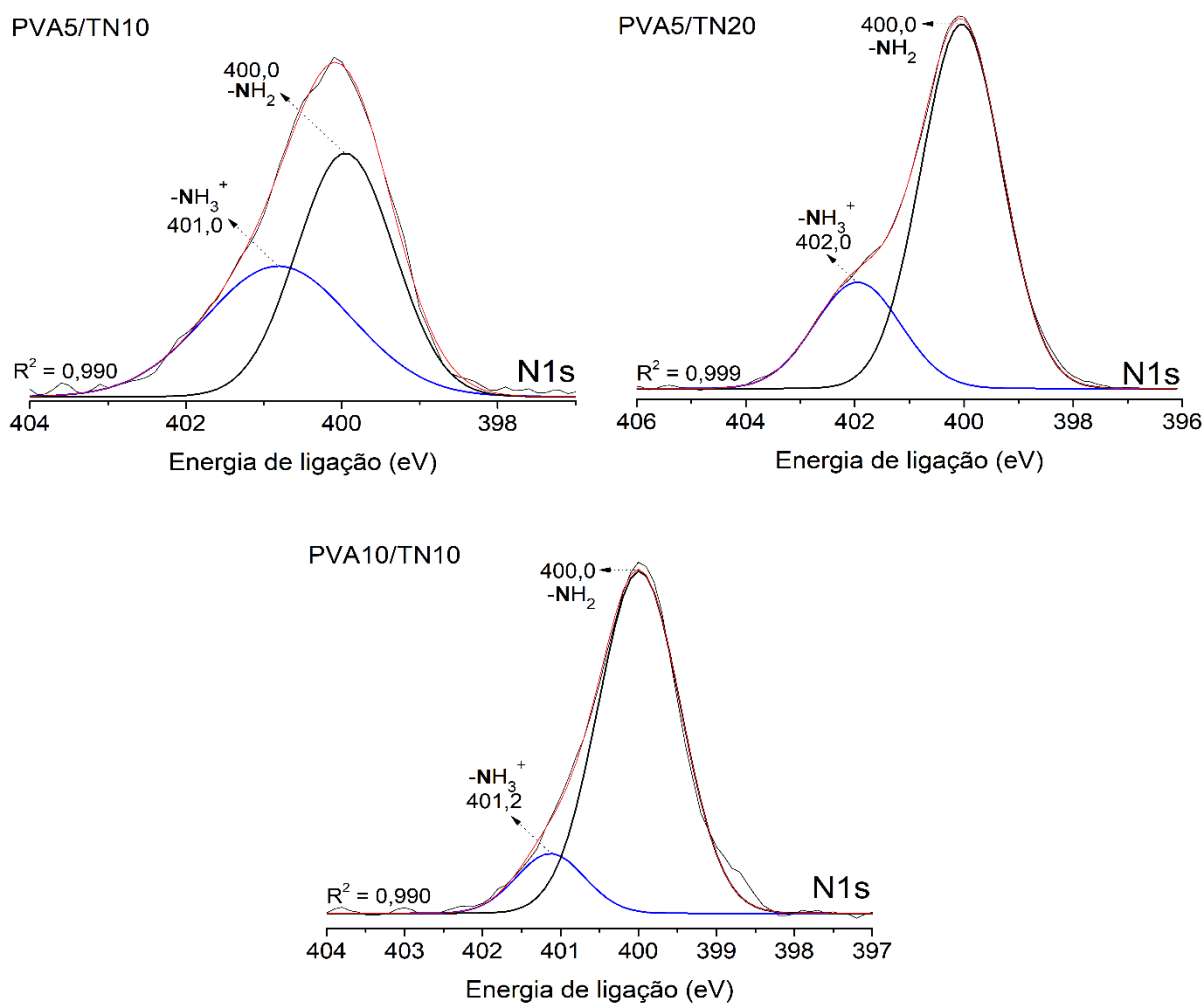 PVA5/TN10
400,0
-NH₂
-NH₃⁺
401,0
R² = 0,990
N1s
404 402 400 398
Energia de ligação (eV)
PVA5/TN20
400,0
-NH₂
-NH₃⁺
402,0
R² = 0,999
N1s
406 404 402 400 398 396
Energia de ligação (eV)
PVA10/TN10
400,0
-NH₂
-NH₃⁺
401,2
R² = 0,990
N1s
404 403 402 401 400 399 398 397
Energia de ligação (eV)